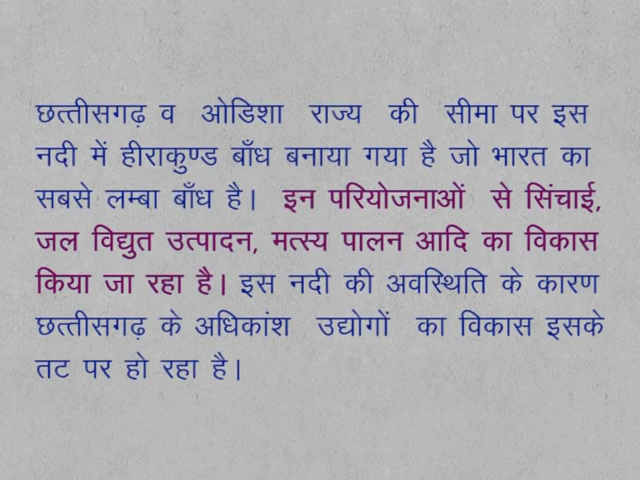 छत्तीसगढ़ व ओडिशा राज्य की सीमा पर इस
नदी में हीराकुण्ड बाँध बनाया गया है जो भारत का
सबसे लम्बा बाँध है। इन परियोजनाओं से सिंचाई,
जल विद्युत उत्पादन, मत्स्य पालन आदि का विकास
किया जा रहा है। इस नदी की अवस्थिति के कारण
छत्तीसगढ़ के अधिकांश उद्योगों का विकास इसके
तट पर हो रहा है।